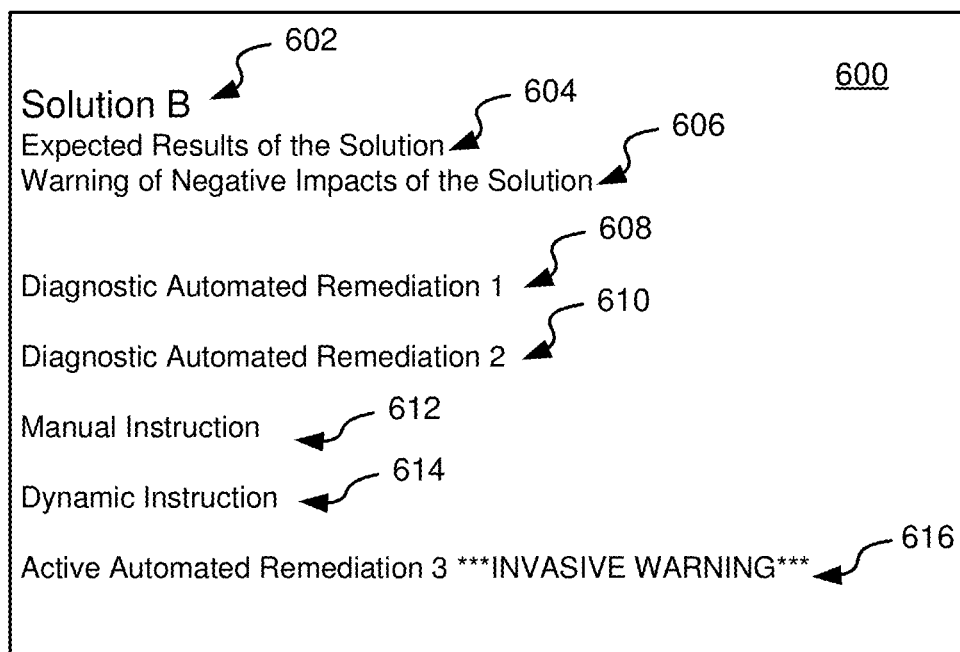 602
600
Solution B
604
Expected Results of the Solution
606
Warning of Negative Impacts of the Solution
608
Diagnostic Automated Remediation 1
610
Diagnostic Automated Remediation 2
612
Manual Instruction
614
Dynamic Instruction
616
Active Automated Remediation 3 ***INVASIVE WARNING***